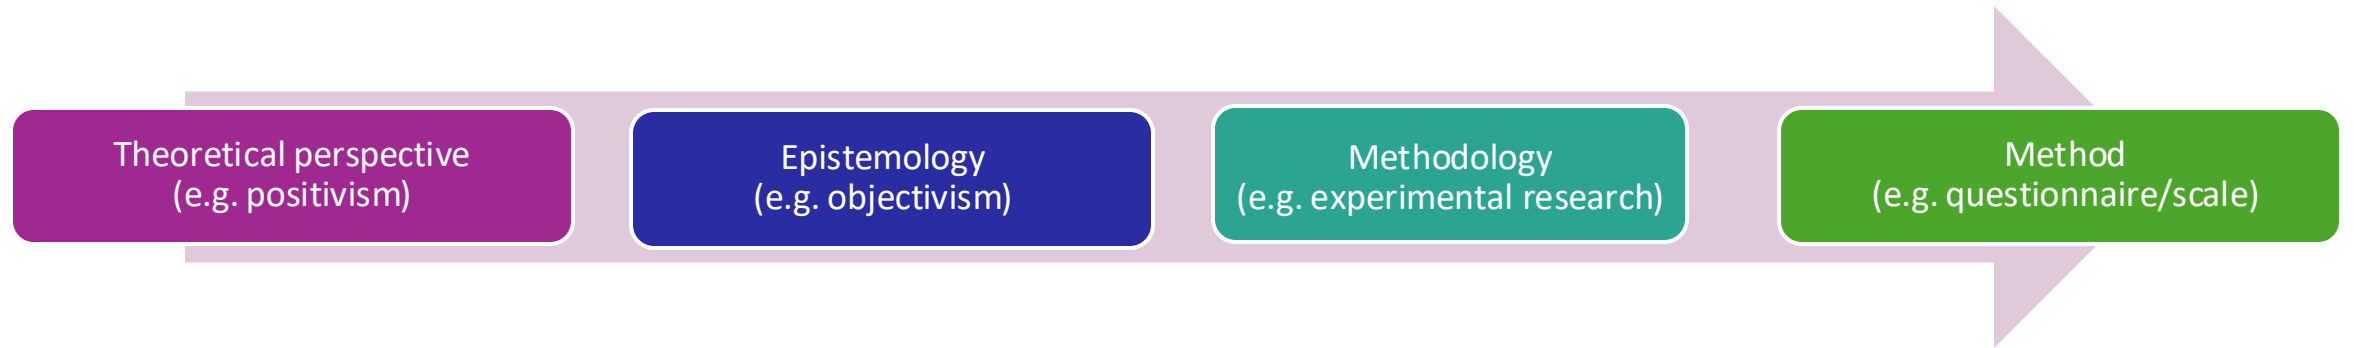 Theoretical perspective
(e.g. positivism)
Epistemology
(e.g. objectivism)
Methodology
(e.g. experimental research)
Method
(e.g. questionnaire/scale)